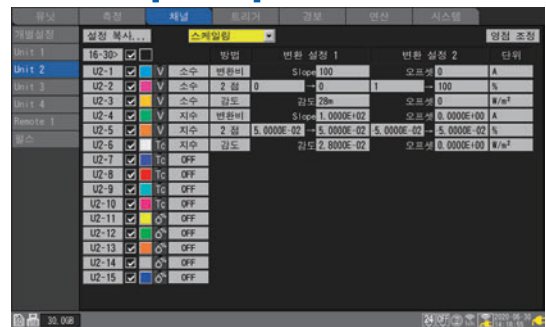 유닛 측정 채널 트리거 경보 연산 시스템
개별설정 설정 복사... 스케일링 영점 조정
Unit 1 16-30> 방법 변환 설정 1 변환 설정 2 단위
Unit 2 U2-1 V 소수 변환비 Slope 100 오프셋 0 A
Unit 3 U2-2 V 소수 2 점 0 → 0 1 → 100 %
Unit 4 U2-3 V 소수 감도 감도 28m 오프셋 0 W/m²
Remote 1 U2-4 V 지수 변환비 Slope 1.0000E+02 오프셋 0.0000E+00 A
펄스 U2-5 V 지수 2 점 5.0000E-02 → 5.0000E-02 -5.0000E-02 → -5.0000E-02 %
U2-6 Tc 지수 감도 감도 2.8000E-02 오프셋 0.0000E+00 W/m²
U2-7 Tc OFF
U2-8 Tc OFF
U2-9 Tc OFF
U2-10 Tc OFF
U2-11 OFF
U2-12 OFF
U2-13 OFF
U2-14 OFF
U2-15 OFF
30.0GB